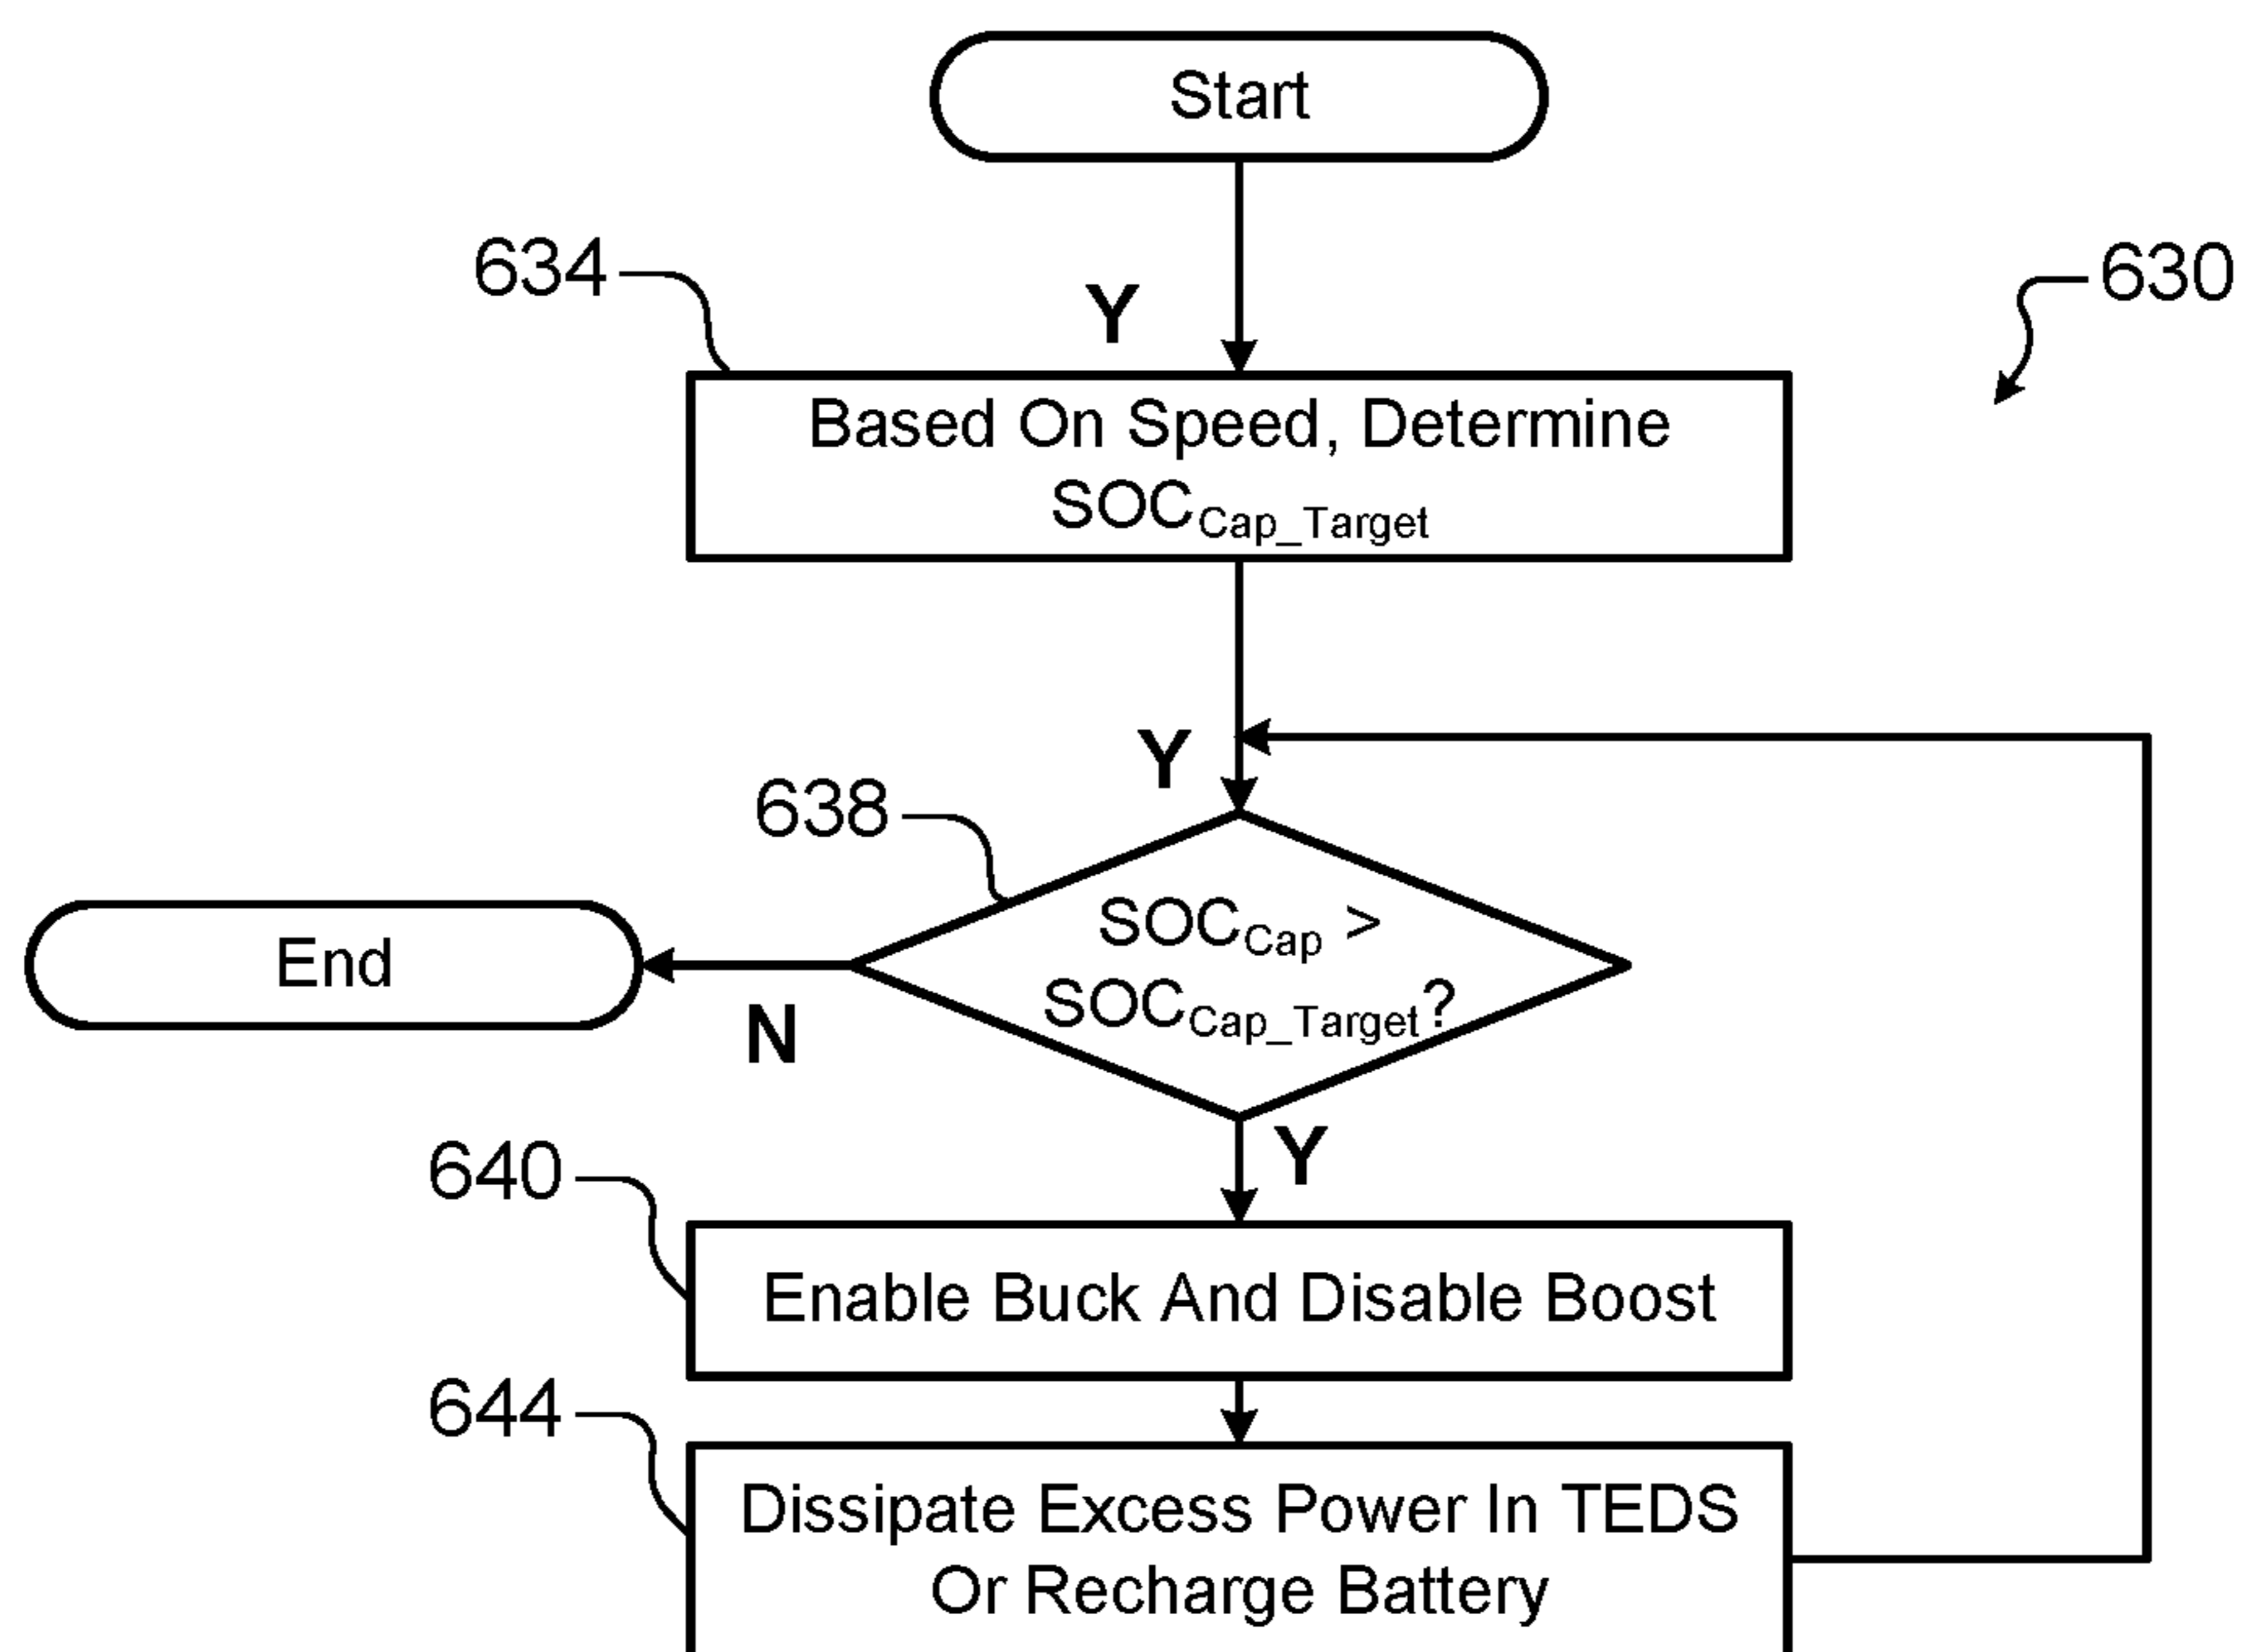 Start
634
630
Y
Based On Speed, Determine
SOCCap_Target
Y
638
SOCCap >
SOCCap_Target?
End
N
Y
640
Enable Buck And Disable Boost
644
Dissipate Excess Power In TEDS
Or Recharge Battery